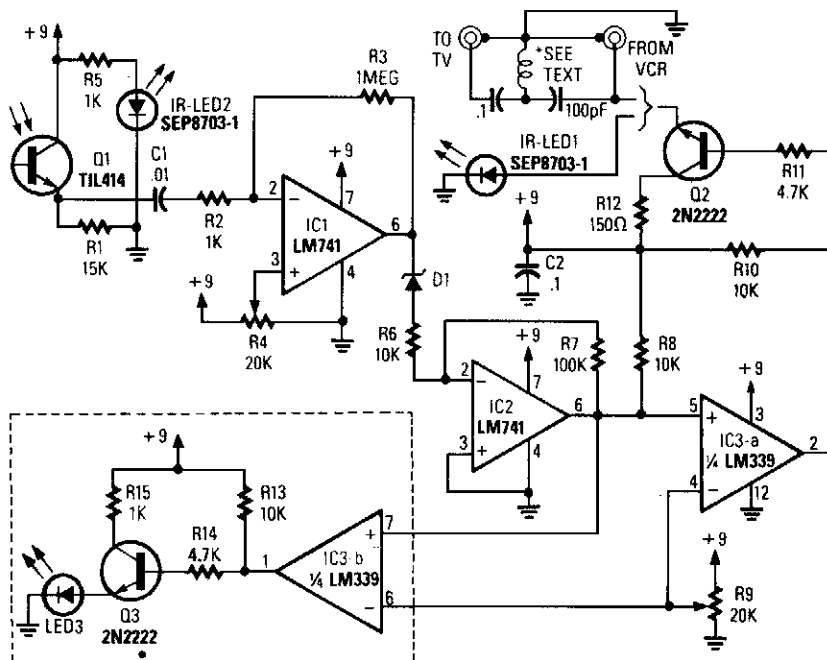 +9
R5
1K
IR-LED2
SEP8703-1
Q1
TIL414
C1
.01
R1
15K
R2
1K
R3
1MEG
+9
2
−
7
IC1
LM741
6
3
+
4
+9
R4
20K
TO
TV
*SEE
TEXT
FROM
VCR
.1
100pF
IR-LED1
SEP8703-1
Q2
2N2222
R11
4.7K
R12
150Ω
+9
C2
.1
R10
10K
D1
R6
10K
R7
100K
R8
10K
+9
2
−
7
IC2
LM741
6
3
+
4
+9
5
+
3
IC3-a
¼ LM339
2
4
−
12
+9
R9
20K
+9
R15
1K
R13
10K
R14
4.7K
1
7
+
IC3-b
¼ LM339
−
6
LED3
Q3
2N2222